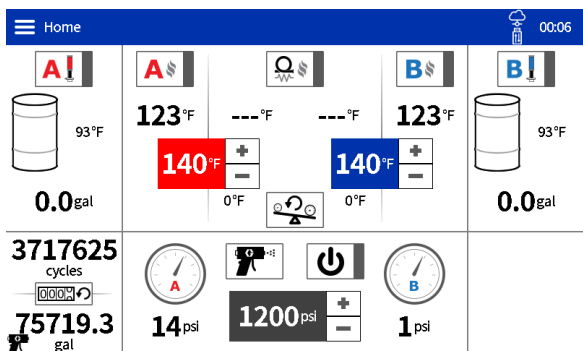 Home
00:06
A
A
B
B
93°F
123°F
---°F
---°F
123°F
93°F
140°F
+
−
140°F
+
−
0.0gal
0°F
0°F
0.0gal
3717625
cycles
75719.3
gal
A
B
14psi
1200psi
+
−
1psi